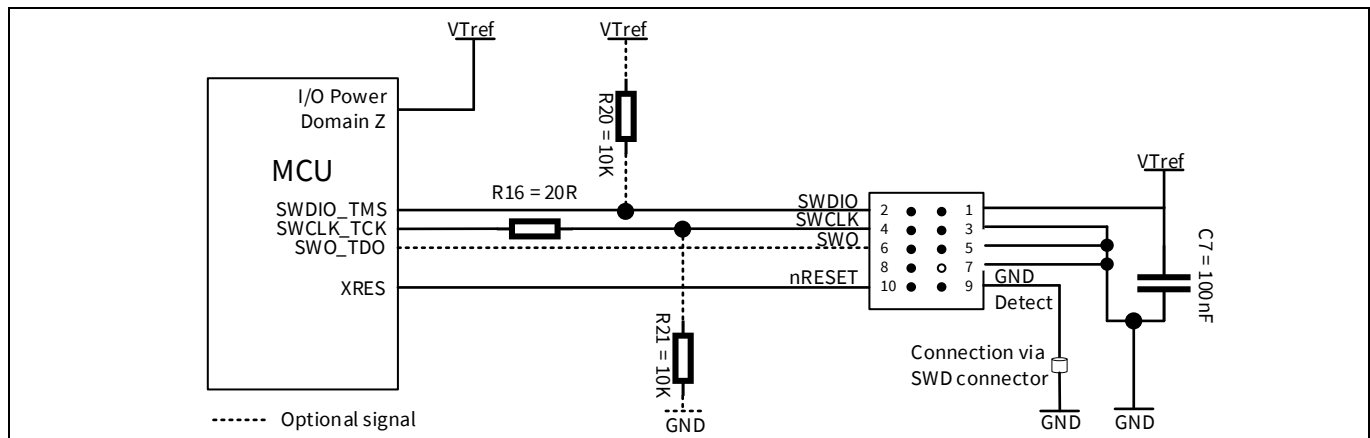 VTref
VTref
I/O Power
Domain Z
R20 = 10K
VTref
MCU
R16 = 20R
SWDIO_TMS
SWDIO
2
1
SWCLK_TCK
SWCLK
4
3
SWO_TDO
SWO
6
5
8
7
XRES
nRESET
10
9
GND
Detect
C7 = 100nF
R21 = 10K
Connection via
SWD connector
Optional signal
GND
GND
GND